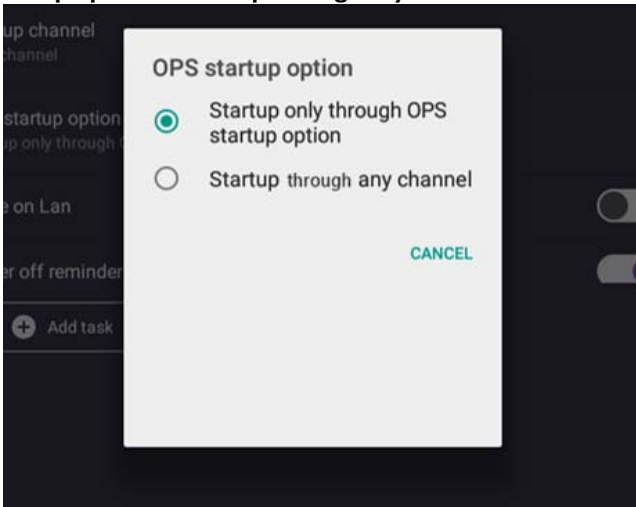 up channel
channel
startup option
up only through
e on Lan
er off reminder
Add task
OPS startup option
Startup only through OPS
startup option
Startup through any channel
CANCEL